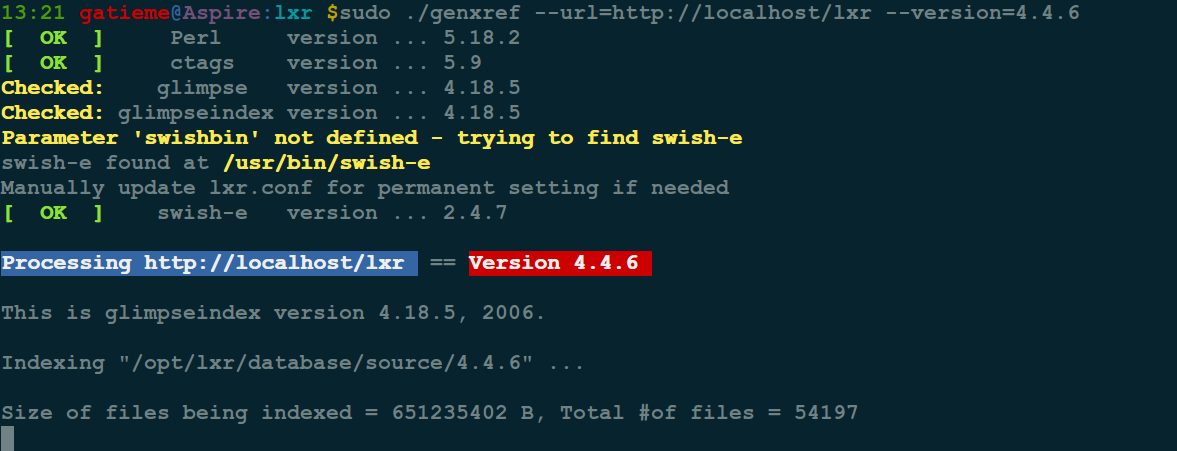 13:21 gatieme@Aspire:lxr $sudo ./genxref --url=http://localhost/lxr --version=4.4.6
[  OK  ]     Perl     version ... 5.18.2
[  OK  ]     ctags    version ... 5.9
Checked:    glimpse   version ... 4.18.5
Checked: glimpseindex version ... 4.18.5
Parameter 'swishbin' not defined - trying to find swish-e
swish-e found at /usr/bin/swish-e
Manually update lxr.conf for permanent setting if needed
[  OK  ]    swish-e   version ... 2.4.7
Processing http://localhost/lxr  == Version 4.4.6
This is glimpseindex version 4.18.5, 2006.
Indexing "/opt/lxr/database/source/4.4.6" ...
Size of files being indexed = 651235402 B, Total #of files = 54197